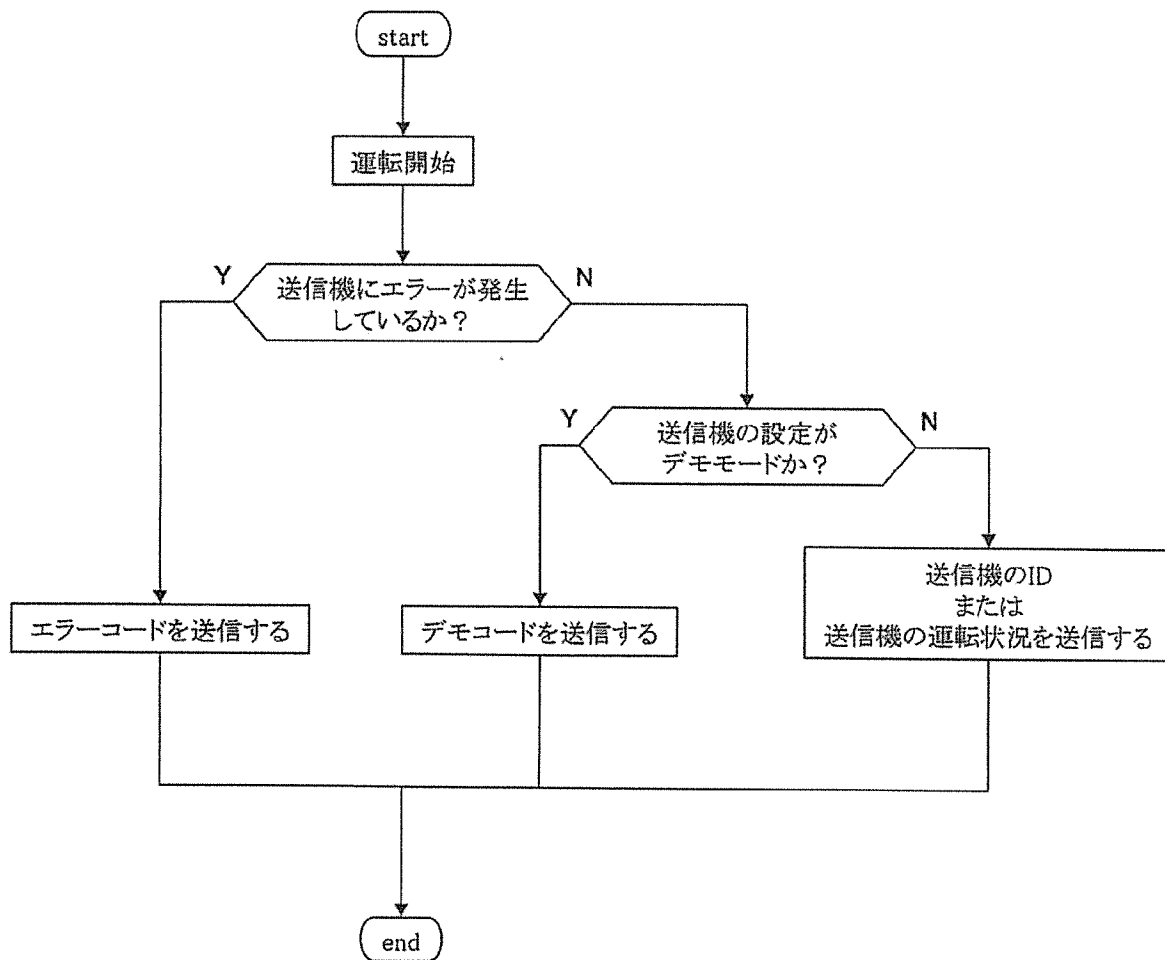 start
運転開始
Y
送信機にエラーが発生
しているか？
N
Y
送信機の設定が
デモモードか？
N
エラーコードを送信する
デモコードを送信する
送信機のID
または
送信機の運転状況を送信する
end